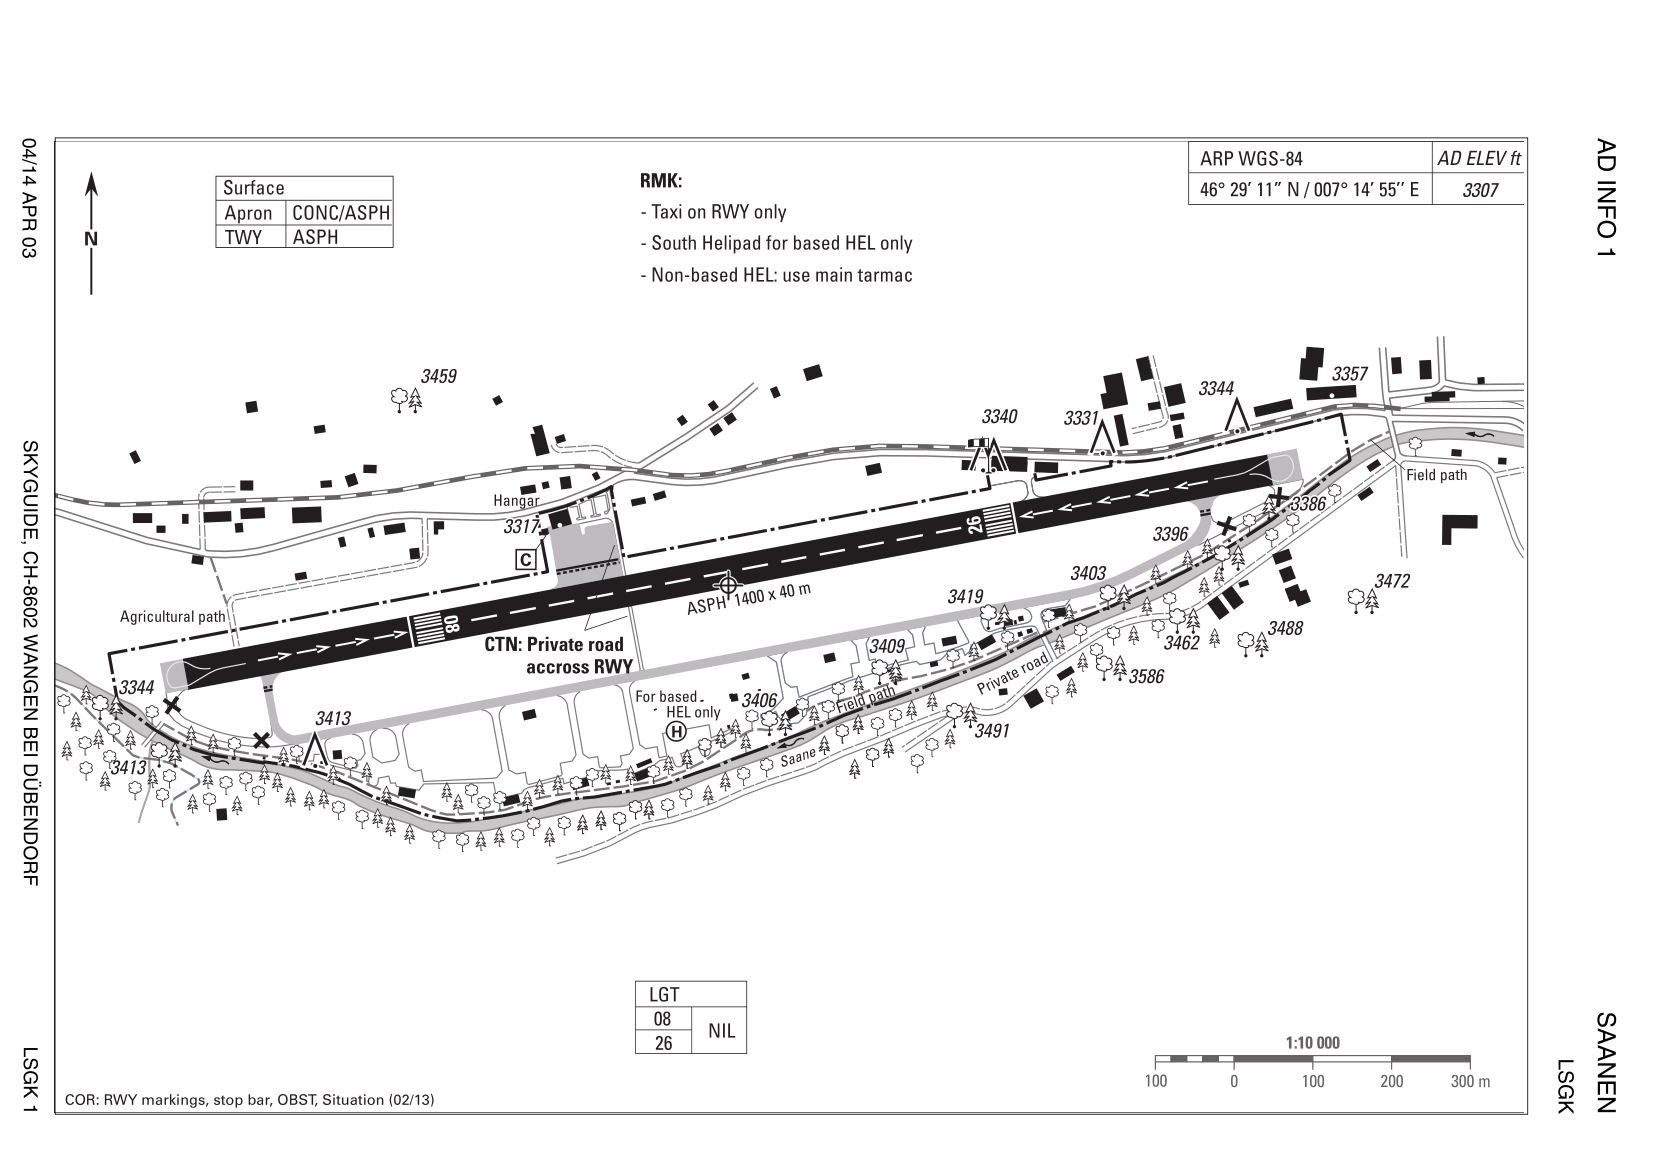 04/14 APR 03
SKYGUIDE, CH-8602 WANGEN BEI DÜBENDORF
LSGK 1
AD INFO 1
SAANEN
LSGK
ARP WGS-84
AD ELEV ft
46° 29’ 11” N / 007° 14’ 55’’ E
3307
N
Surface
Apron
CONC/ASPH
TWY
ASPH
RMK:
- Taxi on RWY only
- South Helipad for based HEL only
- Non-based HEL: use main tarmac
3459
3357
3344
3340
3331
Field path
Hangar
3317
C
26
3386
3396
3403
3472
3419
ASPH 1400 x 40 m
08
Agricultural path
CTN: Private road
accross RWY
3488
3462
3409
3586
Private road
3344
For based
HEL only
3406
Field path
3413
H
3491
Saane
3413
LGT
08
26
NIL
1:10 000
100
0
100
200
300 m
COR: RWY markings, stop bar, OBST, Situation (02/13)